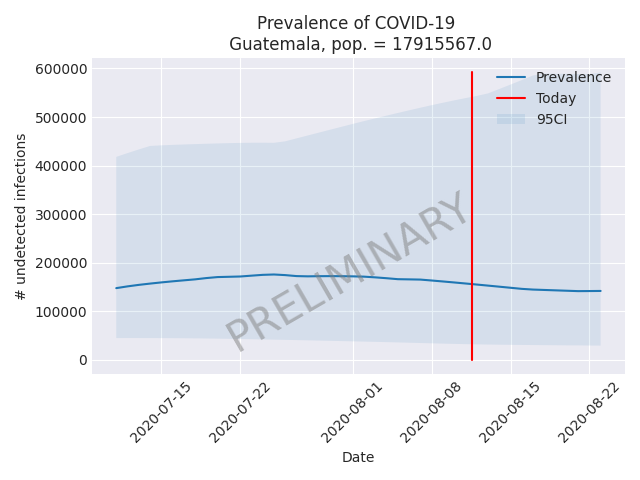 Prevalence of COVID-19
Guatemala, pop. = 17915567.0
600000
500000
400000
300000
200000
100000
0
# undetected infections
Prevalence
Today
95CI
PRELIMINARY
2020-07-15
2020-07-22
2020-08-01
2020-08-08
2020-08-15
2020-08-22
Date